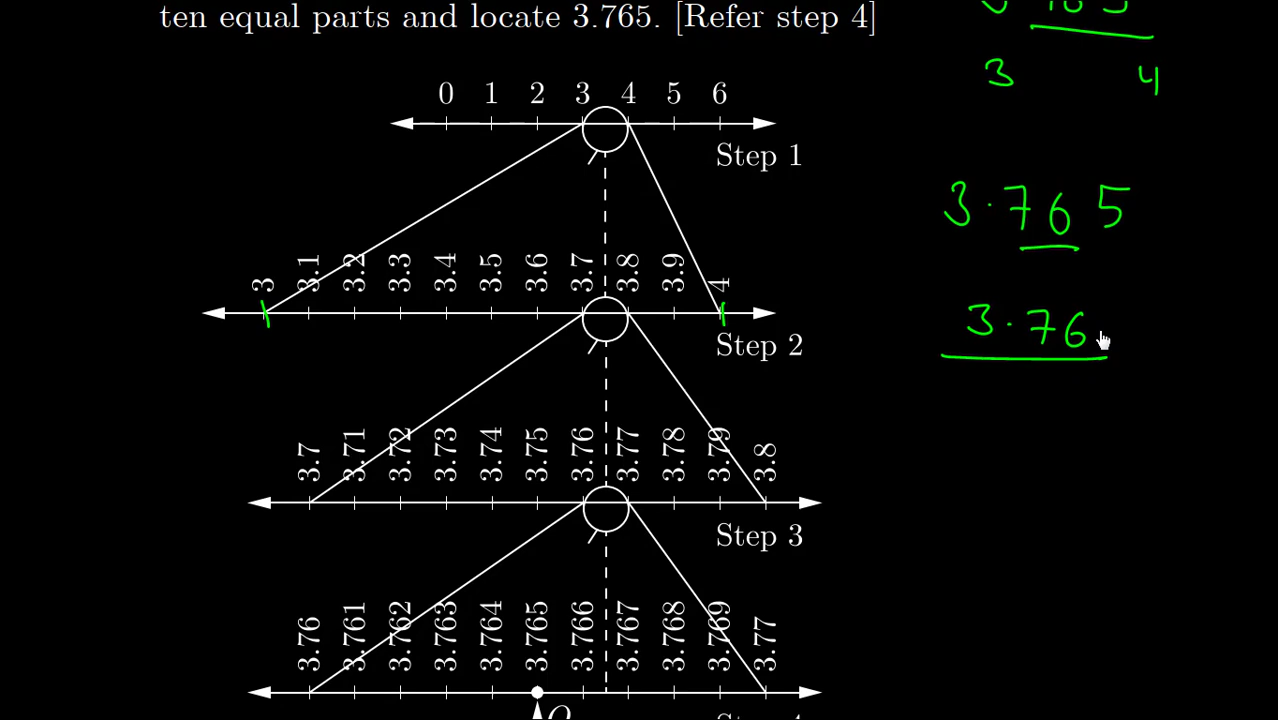 ten equal parts and locate 3.765. [Refer step 4]
3 4
0 1 2 3 4 5 6
Step 1
3.765
3 3.1 3.2 3.3 3.4 3.5 3.6 3.7 3.8 3.9 4
Step 2
3.76
3.7 3.71 3.72 3.73 3.74 3.75 3.76 3.77 3.78 3.79 3.8
Step 3
3.76 3.761 3.762 3.763 3.764 3.765 3.766 3.767 3.768 3.769 3.77